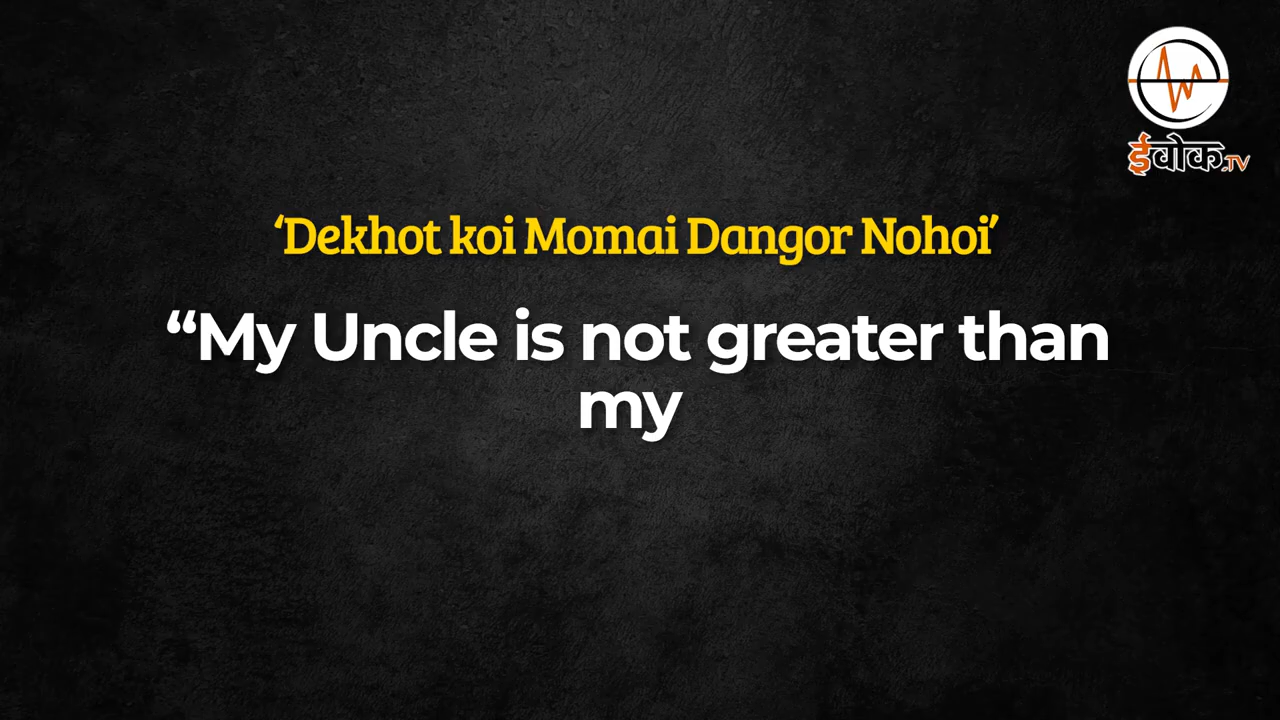 ईवोक.TV
‘Dekhot koi Momai Dangor Nohoi’
“My Uncle is not greater than
my